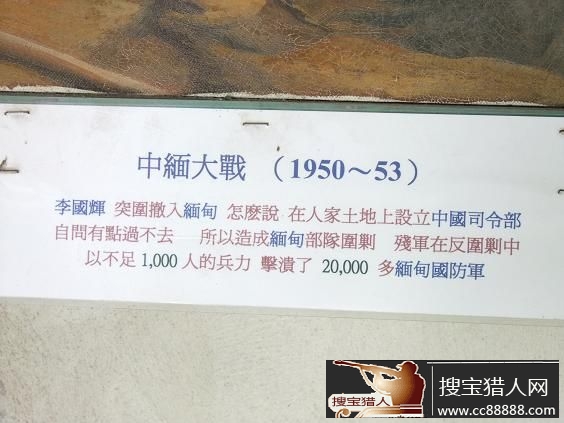 中緬大戰 （1950～53）
李國輝 突圍撤入緬甸 怎麼說 在人家土地上設立中國司令部
自問有點過不去 所以造成緬甸部隊圍剿 殘軍在反圍剿中
以不足 1,000 人的兵力 擊潰了 20,000 多緬甸國防軍
搜宝猎人
搜宝猎人网
www.cc88888.com